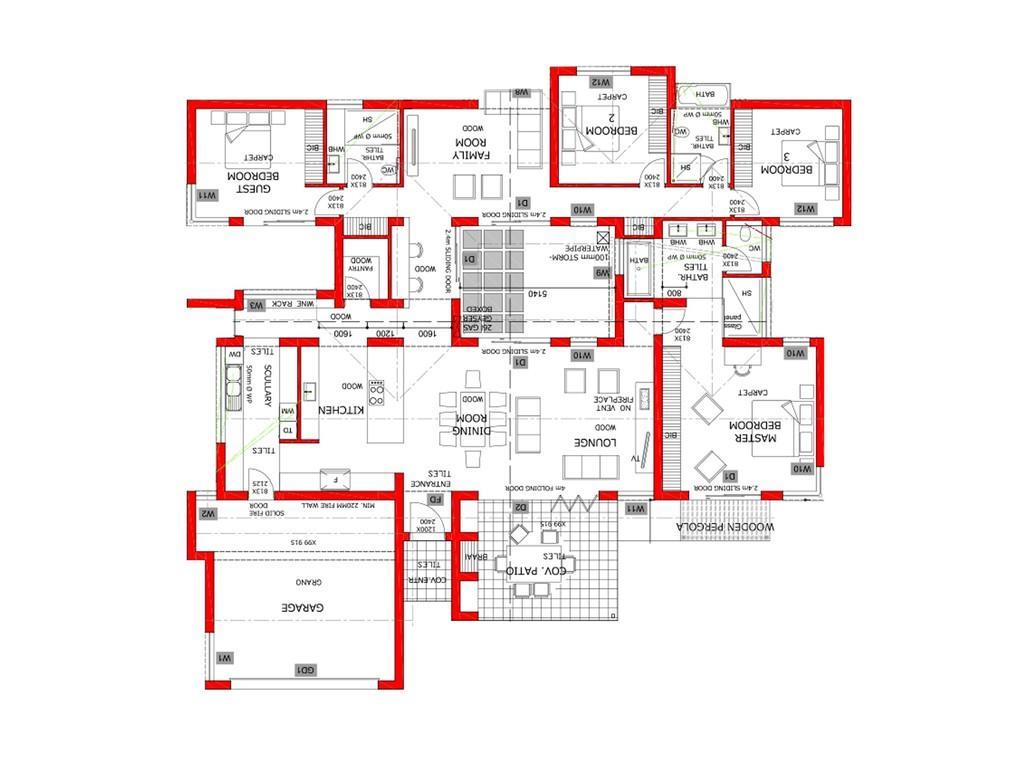 W12
CARPET
BEDROOM
2
BIC
BATH
50mm Ø WP
WHB
WC
TILES
BATHR.
SH
813X
2400
813X
2400
CARPET
BEDROOM
3
BIC
813X
2400
W12
W8
WOOD
FAMILY
ROOM
D1
2.4m SLIDING DOOR
W10
SH
50mm Ø WP
TILES
BATHR.
WHB
WC
813X
2400
CARPET
GUEST
BEDROOM
BIC
W11
813X
2400
2.4m SLIDING DOOR
BIC
BIC
WOOD
PANTRY
813X
2400
WOOD
2.4m SLIDING DOOR
D1
100mm STORM-
WATERPIPE
W9
5140
26l GAS
GEYSER
BOXED
BATH
WHB
WHB
50mm Ø WP
TILES
BATHR.
800
WC
813X
2400
SH
Glass
panel
813X
2400
W3
WINE RACK
WOOD
1600
1200
1600
DW
TILES
50mm Ø WP
SCULLARY
WM
TD
TILES
WOOD
KITCHEN
F
WOOD
DINING
ROOM
D1
2.4m SLIDING DOOR
W10
NO VENT
FIREPLACE
WOOD
LOUNGE
TV
4m FOLDING DOOR
BIC
W10
CARPET
MASTER
BEDROOM
W10
D1
2.4m SLIDING DOOR
TILES
ENTRANCE
FD
1200X
2400
813X
2125
SOLID FIRE
DOOR
MIN. 220MM FIRE WALL
W2
X99 915
GRANO
GARAGE
W1
GD1
TILES
COV.ENTR.
D2
X99 915
BRAAI
TILES
COV. PATIO
W11
WOODEN PERGOLA